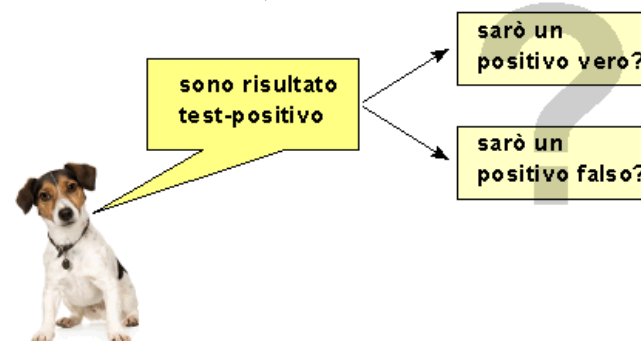 sono risultato
test-positivo
sarò un
positivo vero?
sarò un
positivo falso?
?